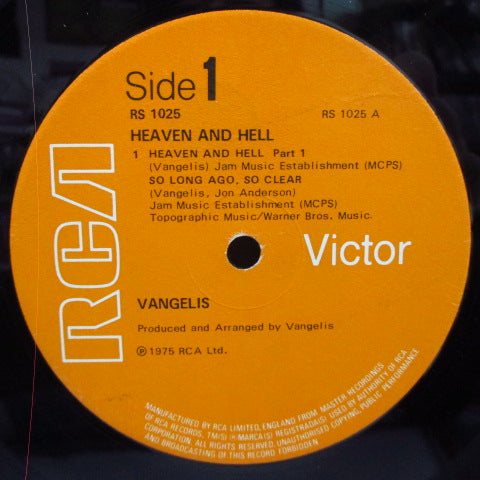 Side 1
RS 1025
RS 1025 A
HEAVEN AND HELL
1 HEAVEN AND HELL Part 1
(Vangelis) Jam Music Establishment (MCPS)
SO LONG AGO, SO CLEAR
(Vangelis, Jon Anderson)
Jam Music Establishment (MCPS)
Topographic Music/Warner Bros. Music.
RCA
Victor
VANGELIS
Produced and Arranged by Vangelis
℗ 1975 RCA Ltd.
MANUFACTURED BY RCA LIMITED, ENGLAND FROM MASTER RECORDINGS
OF RCA RECORDS, TM(S) ® MARCA(S) REGISTRADA(S) USED BY AUTHORITY OF RCA
CORPORATION. ALL RIGHTS RESERVED. UNAUTHORISED COPYING, PUBLIC PERFORMANCE
AND BROADCASTING OF THIS RECORD FORBIDDEN